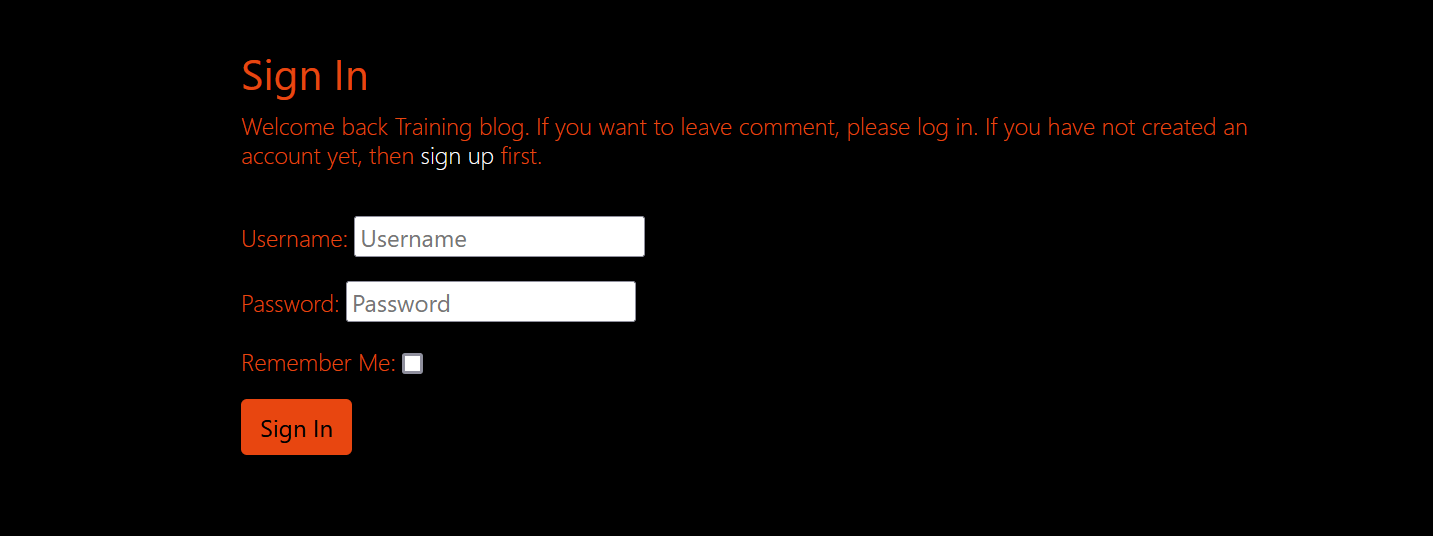 Sign In
Welcome back Training blog. If you want to leave comment, please log in. If you have not created an
account yet, then sign up first.
Username: Username
Password: Password
Remember Me:
Sign In